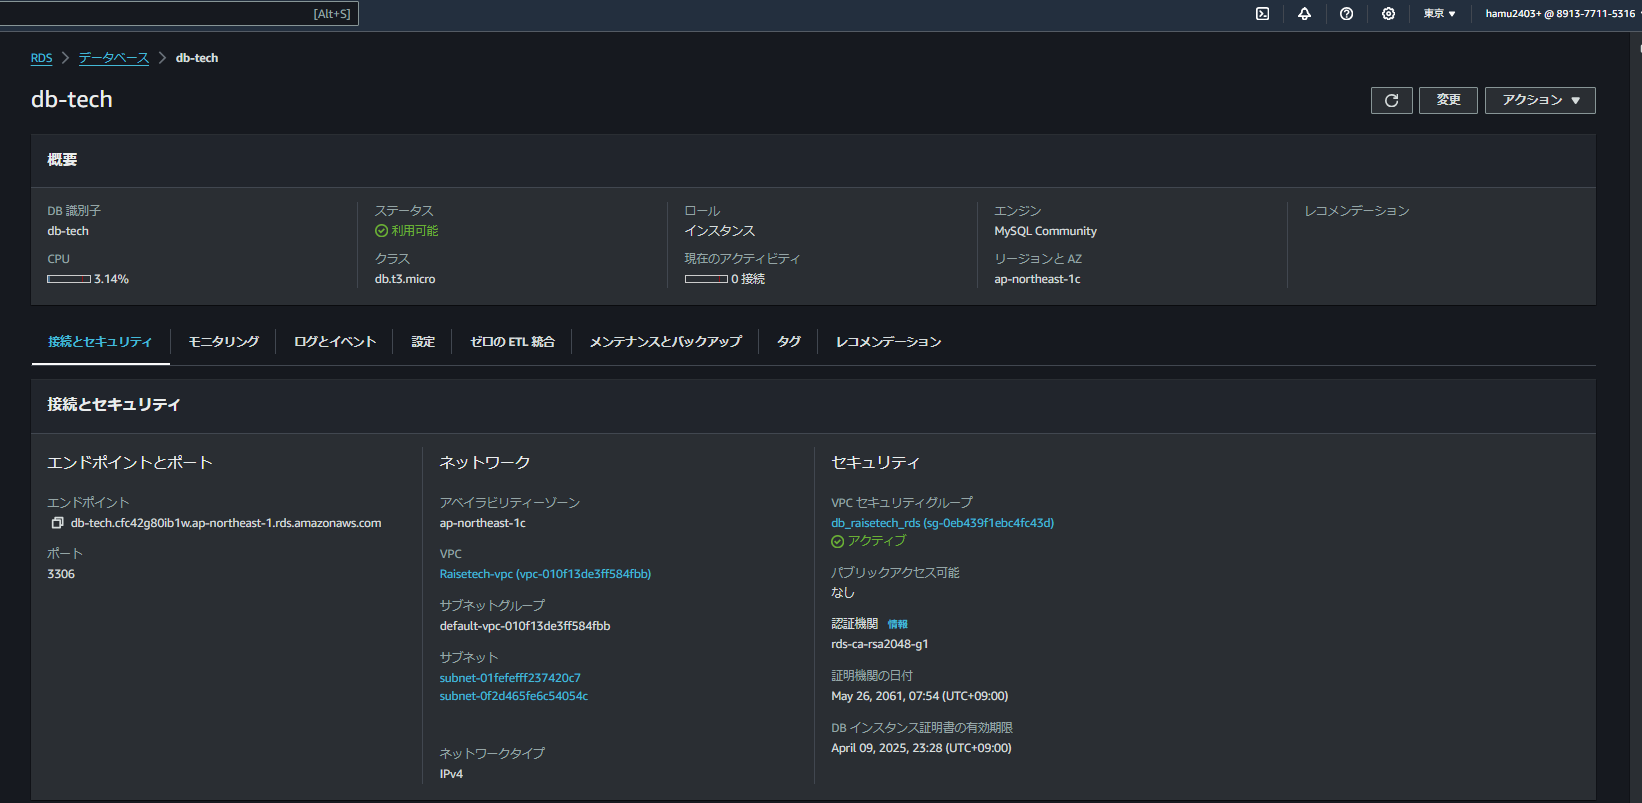 [Alt+S]
東京 ▼
hamu2403+ @ 8913-7711-5316
RDS > データベース > db-tech
db-tech
変更
アクション ▼
概要
DB 識別子
db-tech
CPU
3.14%
ステータス
利用可能
クラス
db.t3.micro
ロール
インスタンス
現在のアクティビティ
0 接続
エンジン
MySQL Community
リージョンと AZ
ap-northeast-1c
レコメンデーション
接続とセキュリティ
モニタリング
ログとイベント
設定
ゼロの ETL 統合
メンテナンスとバックアップ
タグ
レコメンデーション
接続とセキュリティ
エンドポイントとポート
エンドポイント
db-tech.cfc42g80ib1w.ap-northeast-1.rds.amazonaws.com
ポート
3306
ネットワーク
アベイラビリティーゾーン
ap-northeast-1c
VPC
Raisetech-vpc (vpc-010f13de3ff584fbb)
サブネットグループ
default-vpc-010f13de3ff584fbb
サブネット
subnet-01fefefff237420c7
subnet-0f2d465fe6c54054c
ネットワークタイプ
IPv4
セキュリティ
VPC セキュリティグループ
db_raisetech_rds (sg-0eb439f1ebc4fc43d)
アクティブ
パブリックアクセス可能
なし
認証機関 情報
rds-ca-rsa2048-g1
証明機関の日付
May 26, 2061, 07:54 (UTC+09:00)
DB インスタンス証明書の有効期限
April 09, 2025, 23:28 (UTC+09:00)